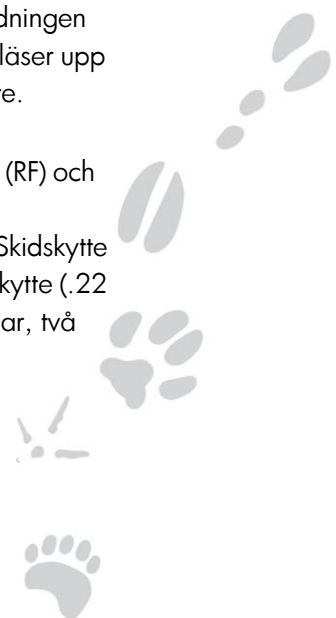 dningen
läser upp
re.
(RF) och
Skidskytte
kytte (.22
ar, två